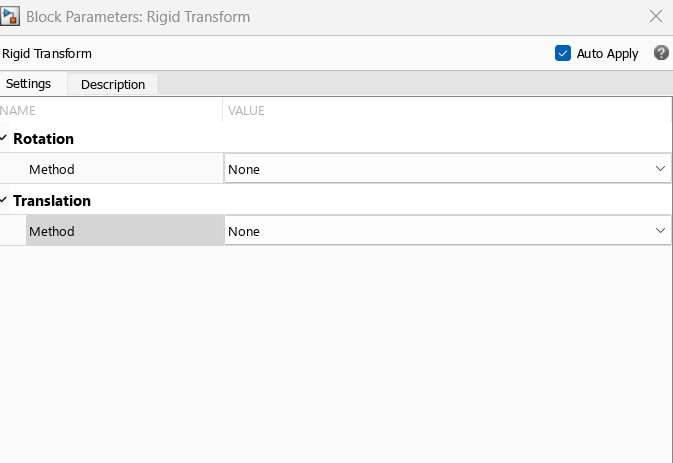 Block Parameters: Rigid Transform
Rigid Transform
Auto Apply
Settings
Description
NAME VALUE
Rotation
Method None
Translation
Method None